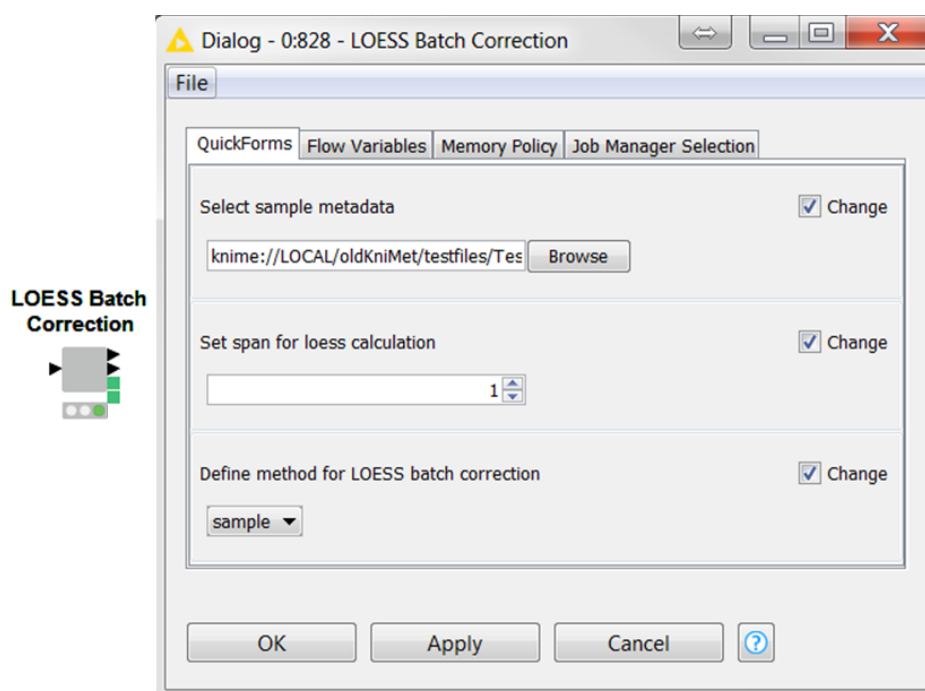 Dialog - 0:828 - LOESS Batch Correction
File
QuickForms Flow Variables Memory Policy Job Manager Selection
Select sample metadata Change
knime://LOCAL/oldKniMet/testfiles/Tes Browse
LOESS Batch
Correction
Set span for loess calculation Change
1
Define method for LOESS batch correction Change
sample
OK Apply Cancel ?